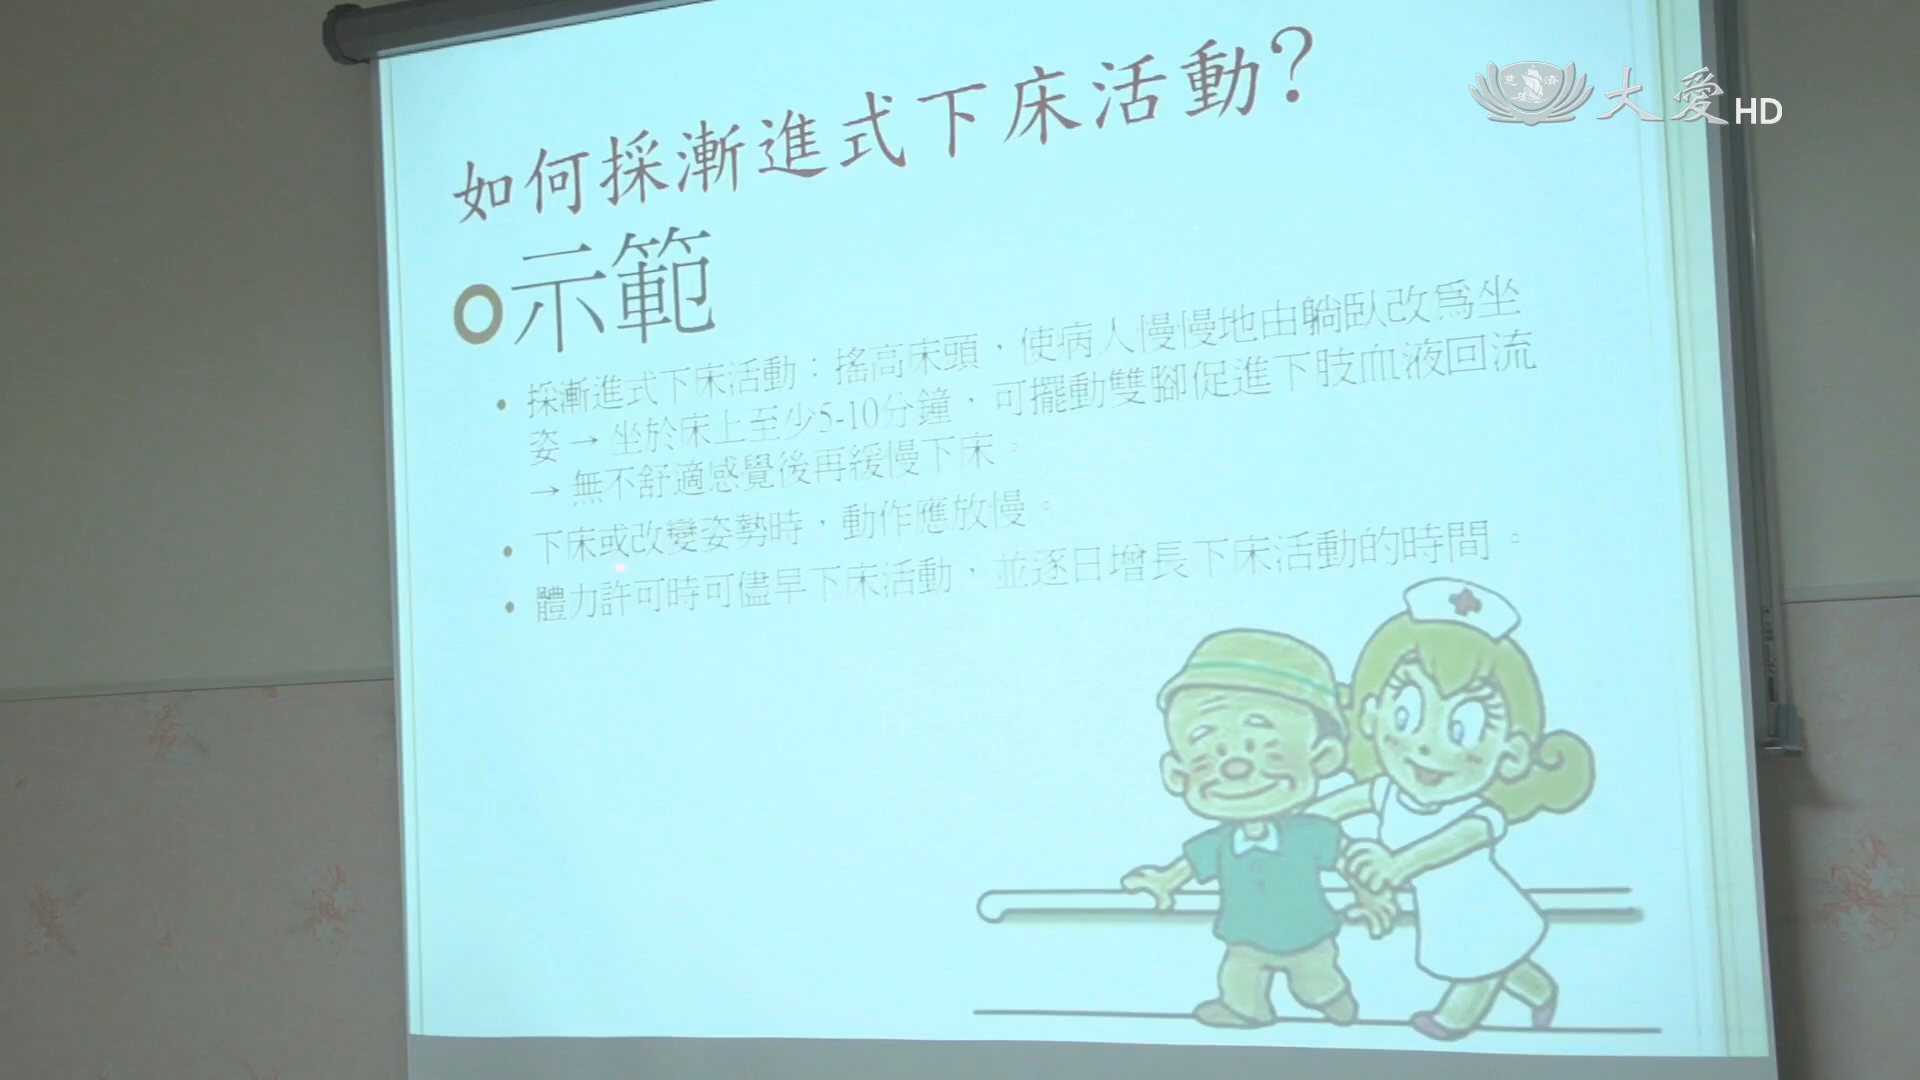 如何採漸進式下床活動?
示範
• 採漸進式下床活動：搖高床頭，使病人慢慢地由躺臥改為坐
姿 → 坐於床上至少5-10分鐘，可擺動雙腳促進下肢血液回流
→ 無不舒適感覺後再緩慢下床。
• 下床或改變姿勢時，動作應放慢。
• 體力許可時可儘早下床活動，並逐日增長下床活動的時間。
大愛HD